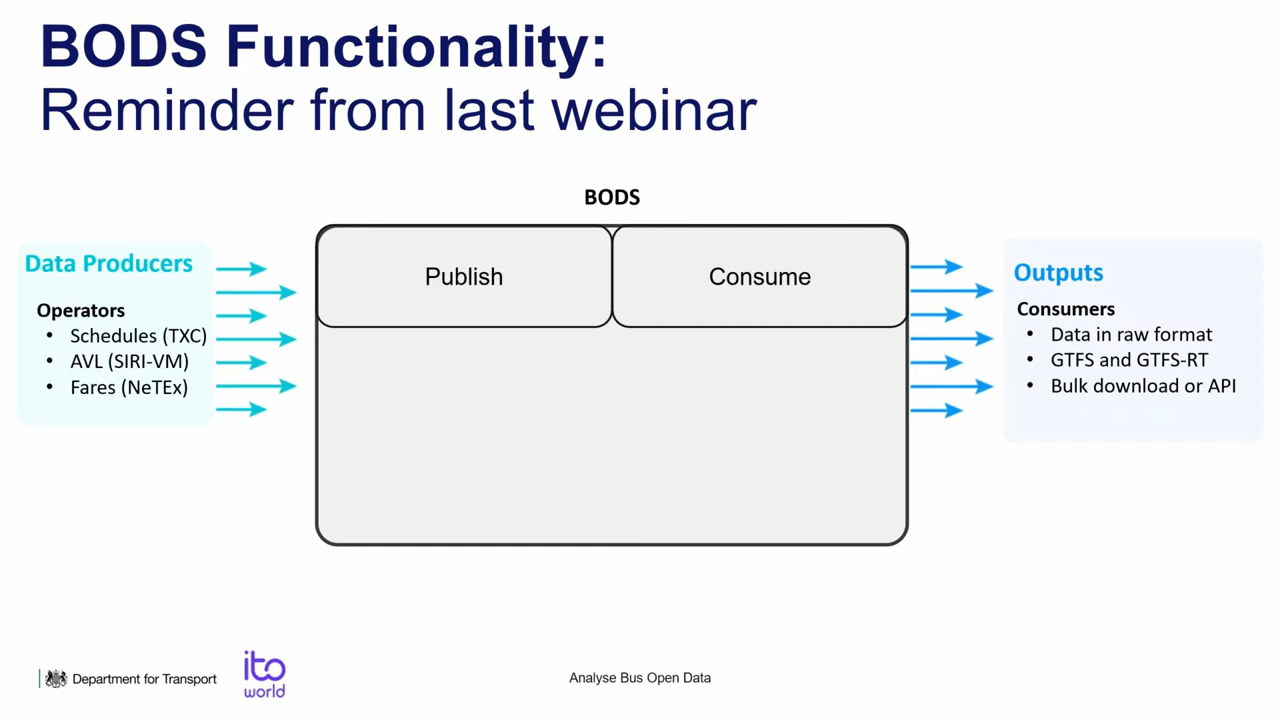 BODS Functionality:
Reminder from last webinar
BODS
Data Producers
Operators
• Schedules (TXC)
• AVL (SIRI-VM)
• Fares (NeTEx)
Publish
Consume
Outputs
Consumers
• Data in raw format
• GTFS and GTFS-RT
• Bulk download or API
Department for Transport
ito
world
Analyse Bus Open Data